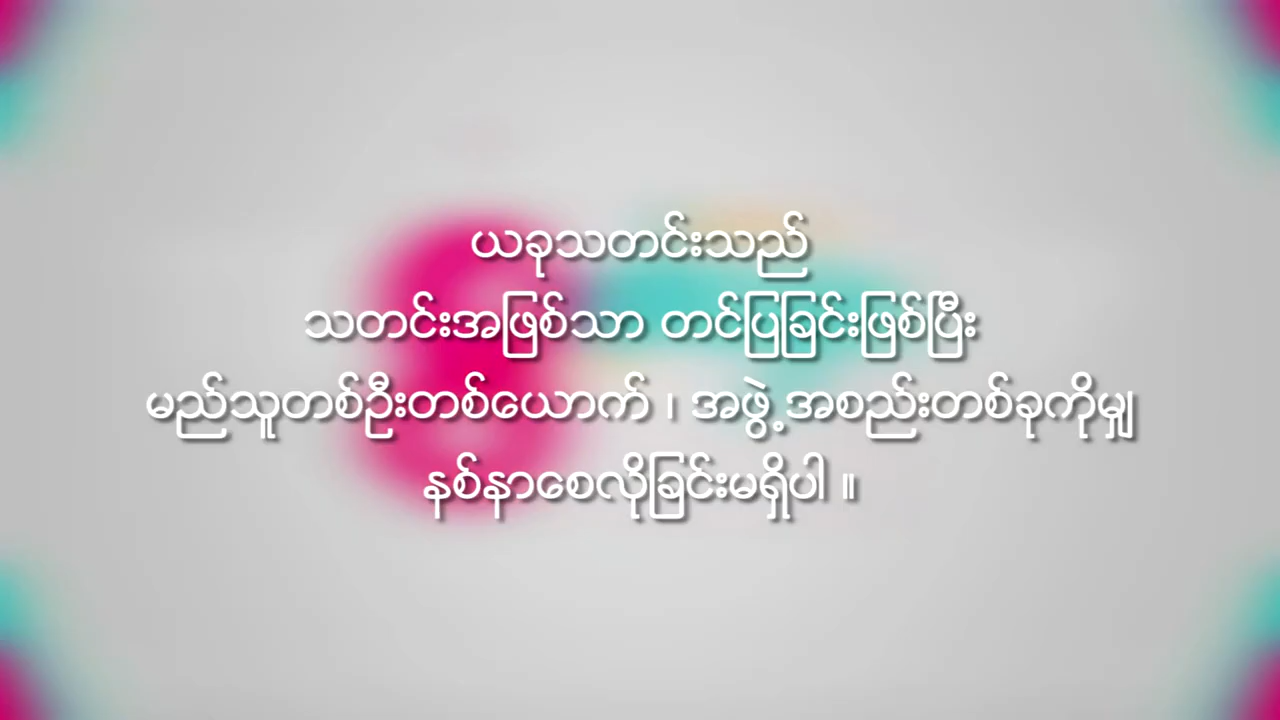 ယခုသတင်းသည်
သတင်းအဖြစ်သာ တင်ပြခြင်းဖြစ်ပြီး
မည်သူတစ်ဦးတစ်ယောက် ၊ အဖွဲ့အစည်းတစ်ခုကိုမျှ
နစ်နာစေလိုခြင်းမရှိပါ ။